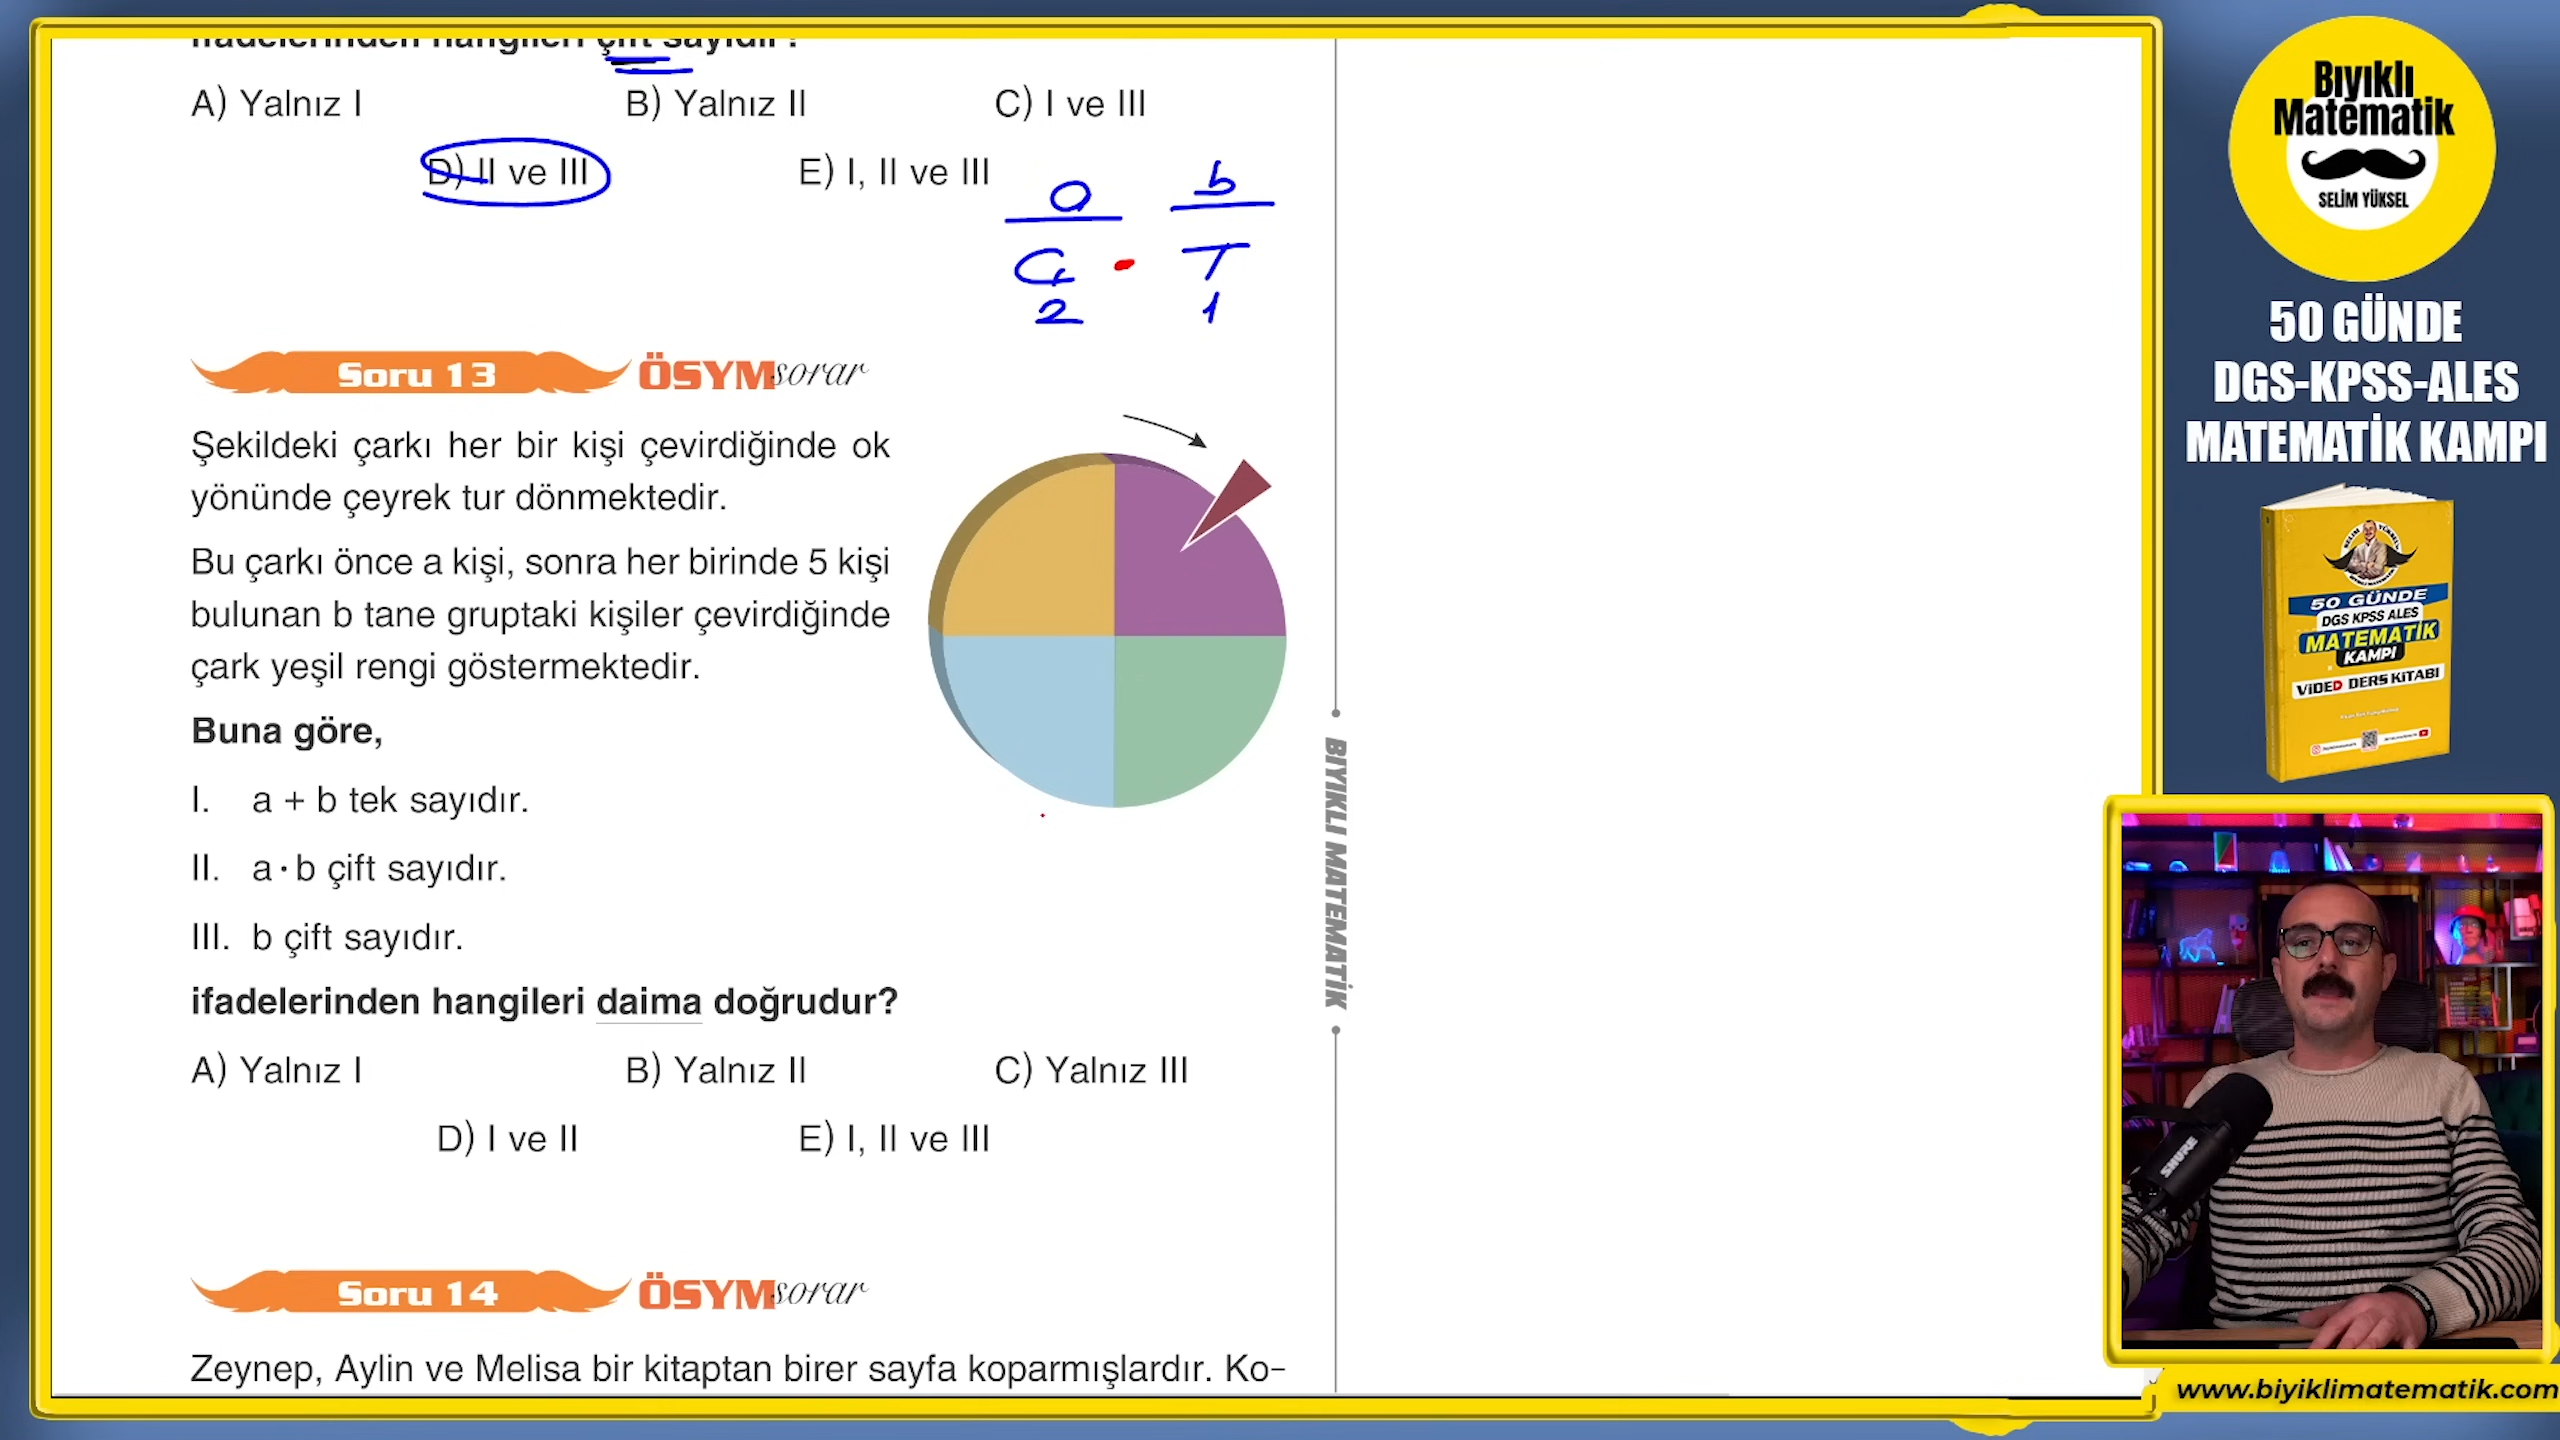 ifadelerinden hangileri çift sayıdır?
A) Yalnız I
B) Yalnız II
C) I ve III
D) II ve III
E) I, II ve III
a b
Ç · T
2 1
Soru 13
ÖSYM sorar
Şekildeki çarkı her bir kişi çevirdiğinde ok
yönünde çeyrek tur dönmektedir.
Bu çarkı önce a kişi, sonra her birinde 5 kişi
bulunan b tane gruptaki kişiler çevirdiğinde
çark yeşil rengi göstermektedir.
Buna göre,
I. a + b tek sayıdır.
II. a·b çift sayıdır.
III. b çift sayıdır.
ifadelerinden hangileri daima doğrudur?
A) Yalnız I
B) Yalnız II
C) Yalnız III
D) I ve II
E) I, II ve III
Soru 14
ÖSYM sorar
Zeynep, Aylin ve Melisa bir kitaptan birer sayfa koparmışlardır. Ko-
BIYIKLI MATEMATİK
Bıyıklı
Matematik
SELİM YÜKSEL
50 GÜNDE
DGS-KPSS-ALES
MATEMATİK KAMPI
50 GÜNDE
DGS KPSS ALES
MATEMATİK
KAMPI
VİDEO DERS KİTABI
SHURE
www.biyiklimatematik.com